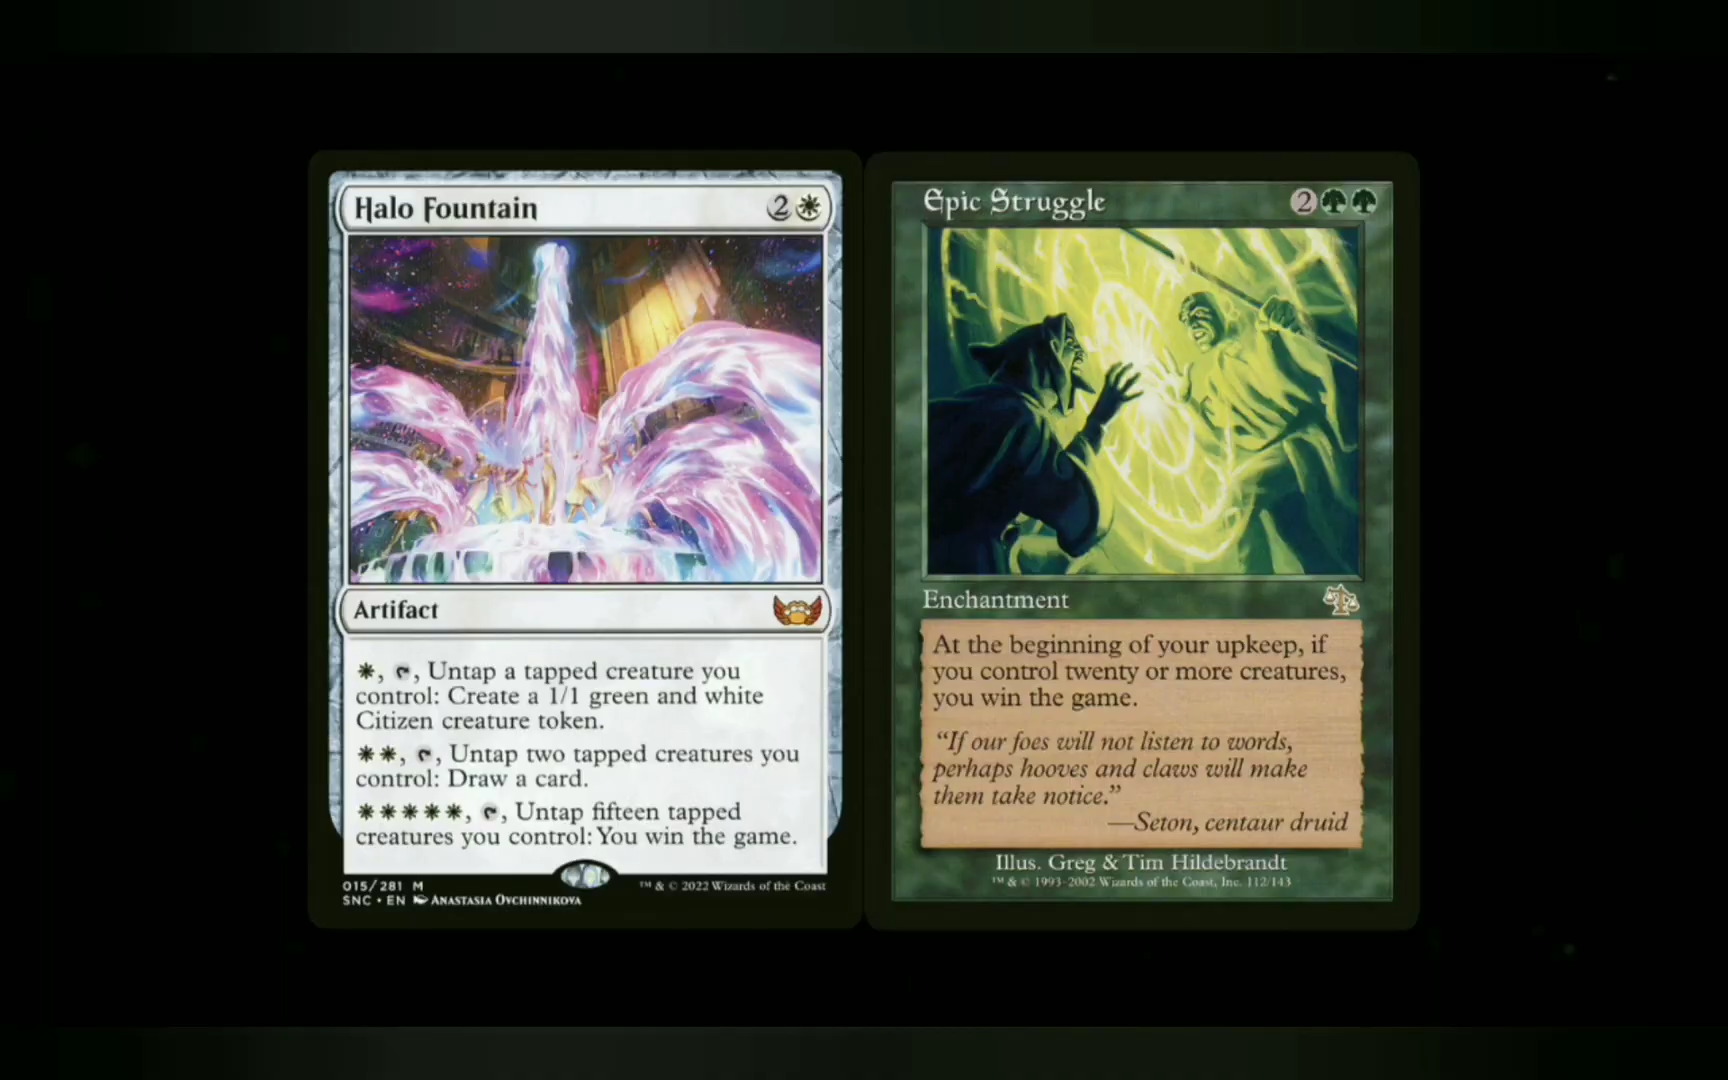 Halo Fountain 2
Artifact
, , Untap a tapped creature you
control: Create a 1/1 green and white
Citizen creature token.
, , Untap two tapped creatures you
control: Draw a card.
, , Untap fifteen tapped
creatures you control: You win the game.
015/281 M
SNC • EN ANASTASIA OVCHINNIKOVA
™ & © 2022 Wizards of the Coast
Epic Struggle 2
Enchantment
At the beginning of your upkeep, if
you control twenty or more creatures,
you win the game.
“If our foes will not listen to words,
perhaps hooves and claws will make
them take notice.”
—Seton, centaur druid
Illus. Greg & Tim Hildebrandt
™ & © 1993–2002 Wizards of the Coast, Inc. 112/143